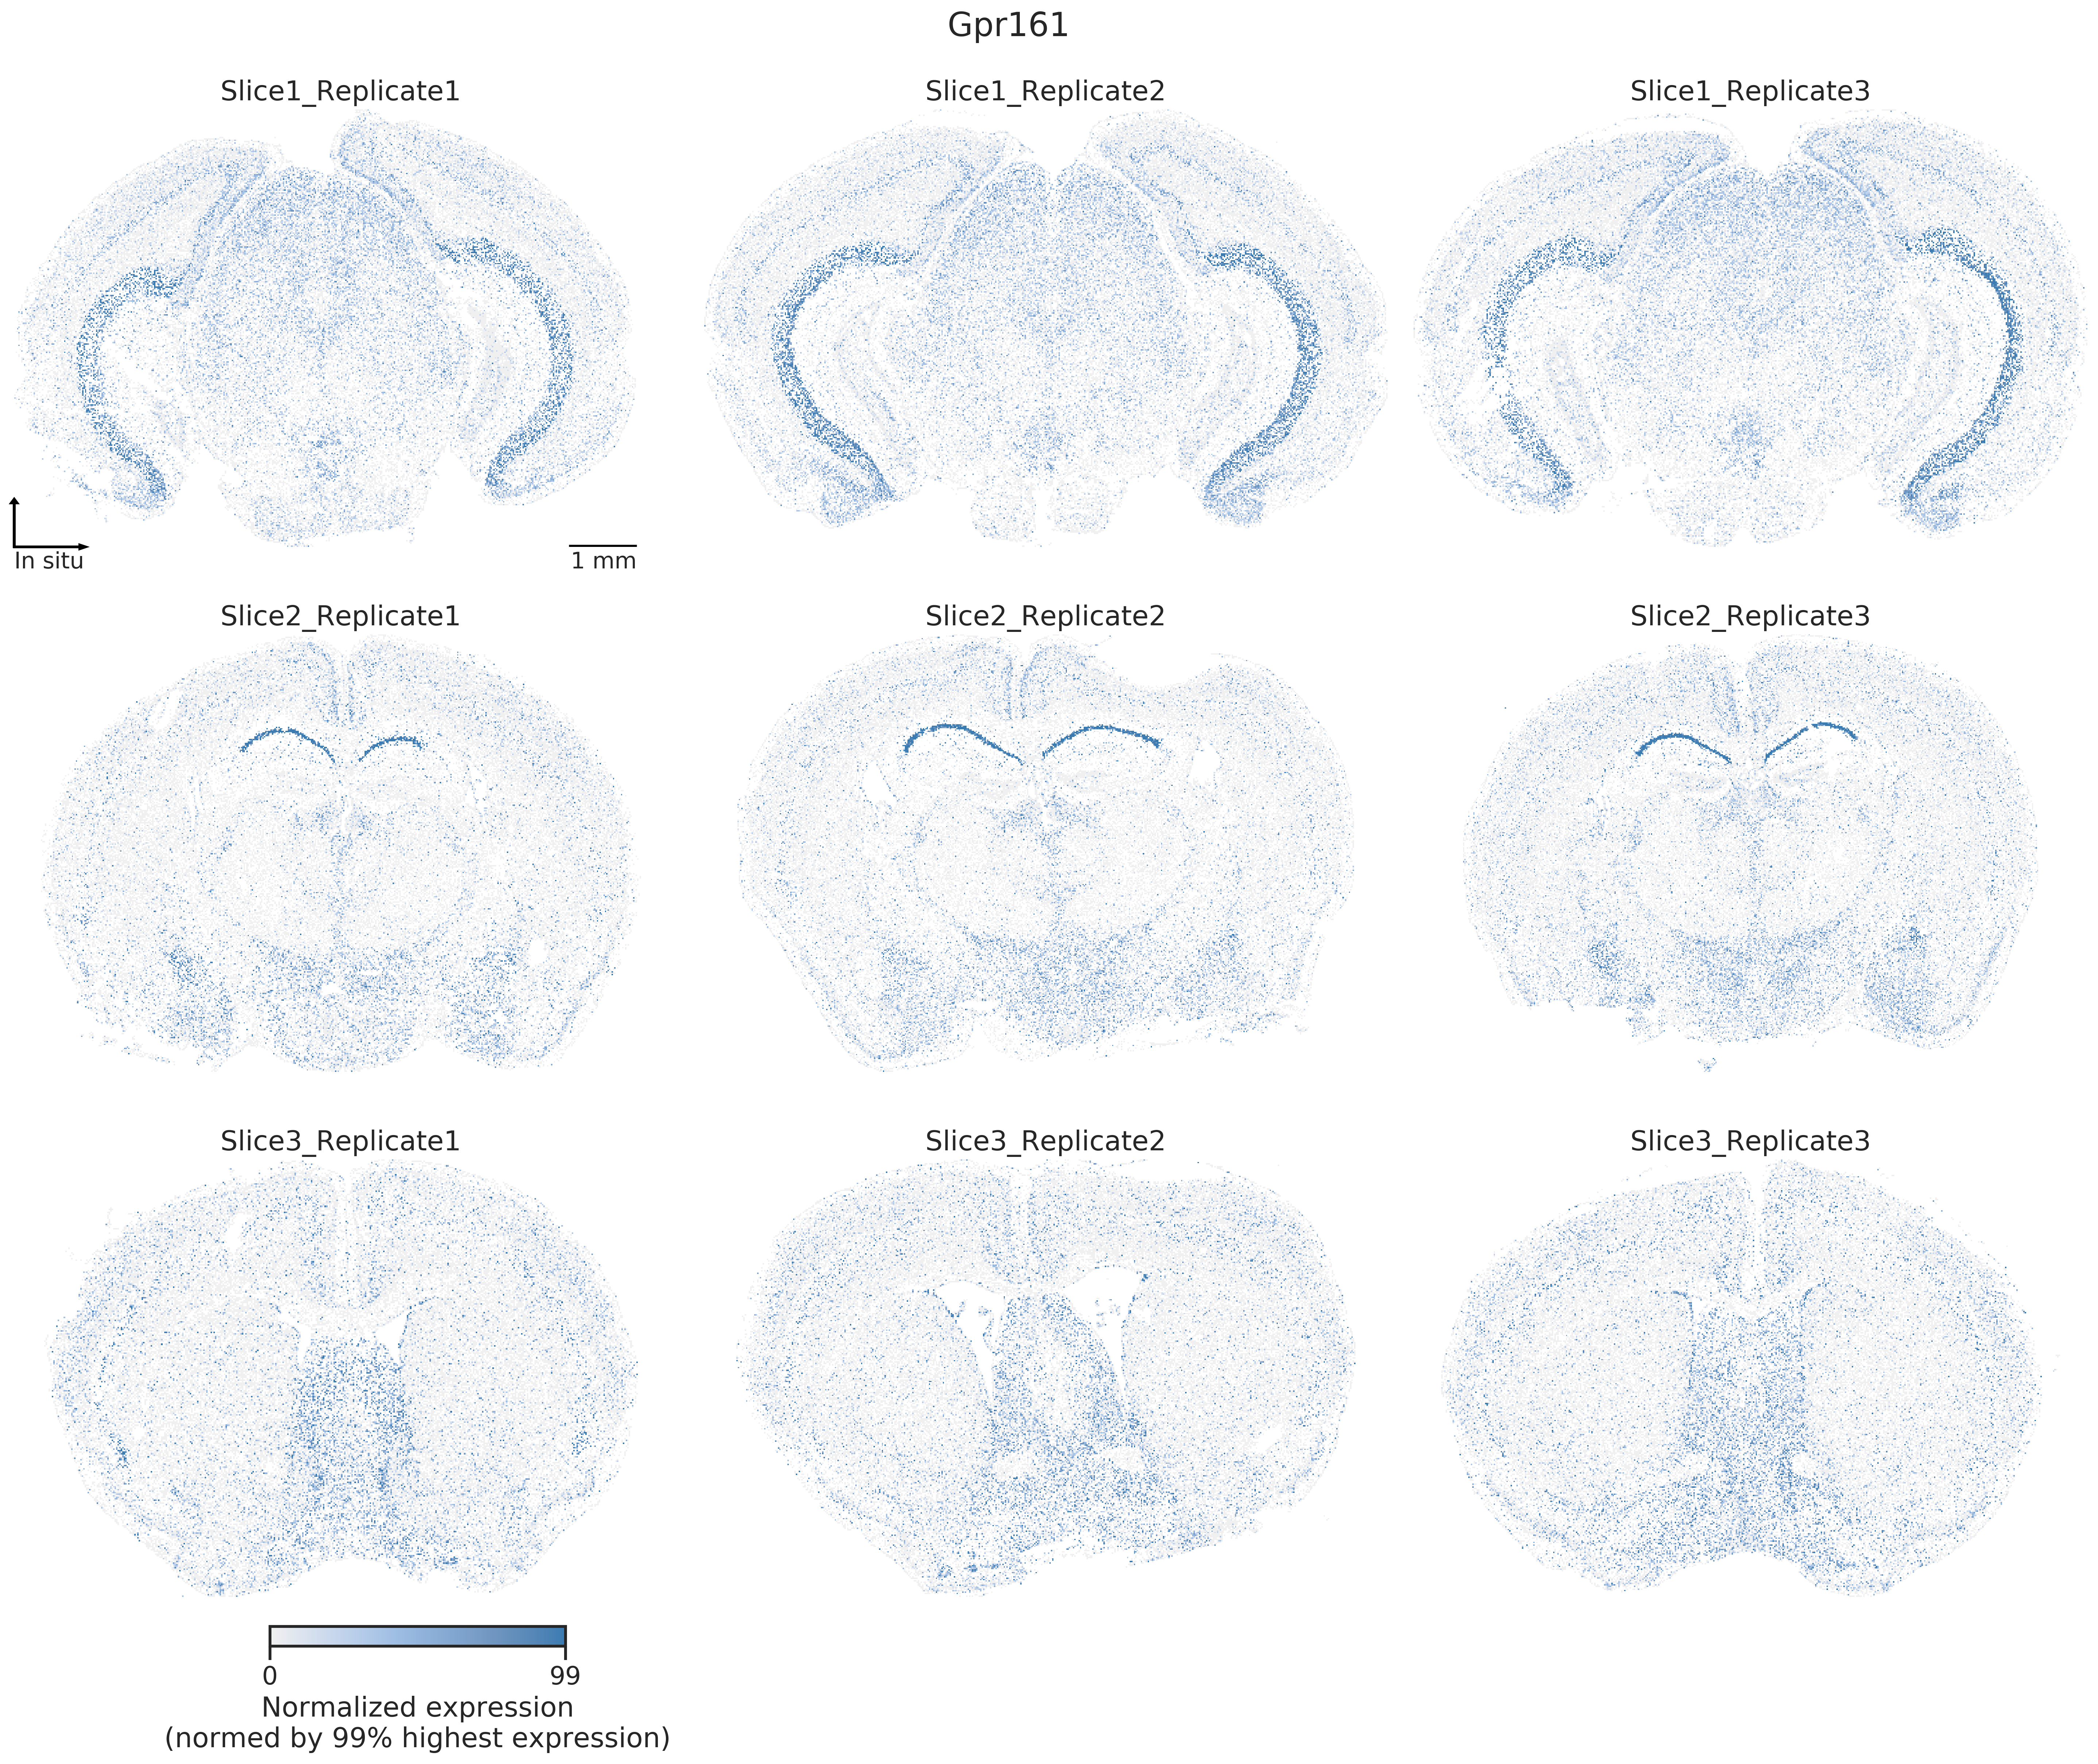 Gpr161
Slice1_Replicate1
Slice1_Replicate2
Slice1_Replicate3
In situ
1 mm
Slice2_Replicate1
Slice2_Replicate2
Slice2_Replicate3
Slice3_Replicate1
Slice3_Replicate2
Slice3_Replicate3
0
99
Normalized expression
(normed by 99% highest expression)